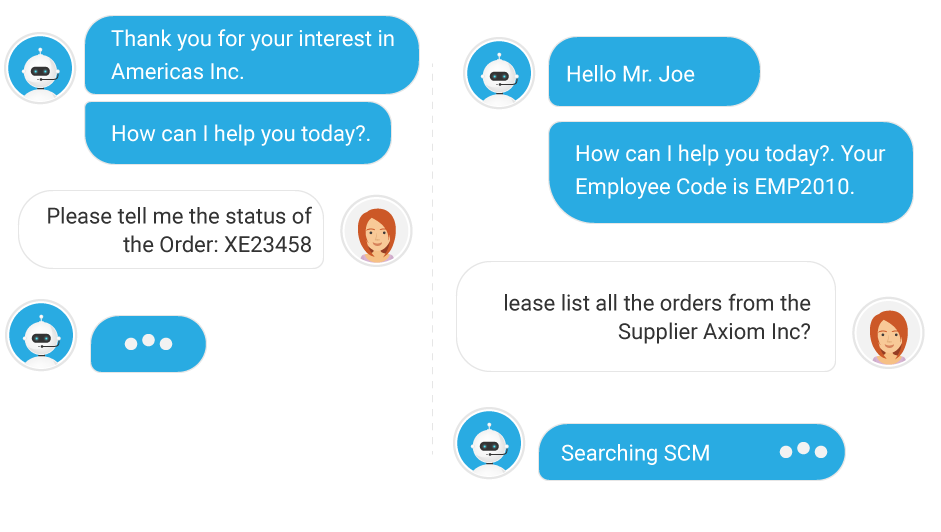 Thank you for your interest in
Americas Inc.
How can I help you today?.
Please tell me the status of
the Order: XE23458
Hello Mr. Joe
How can I help you today?. Your
Employee Code is EMP2010.
lease list all the orders from the
Supplier Axiom Inc?
Searching SCM